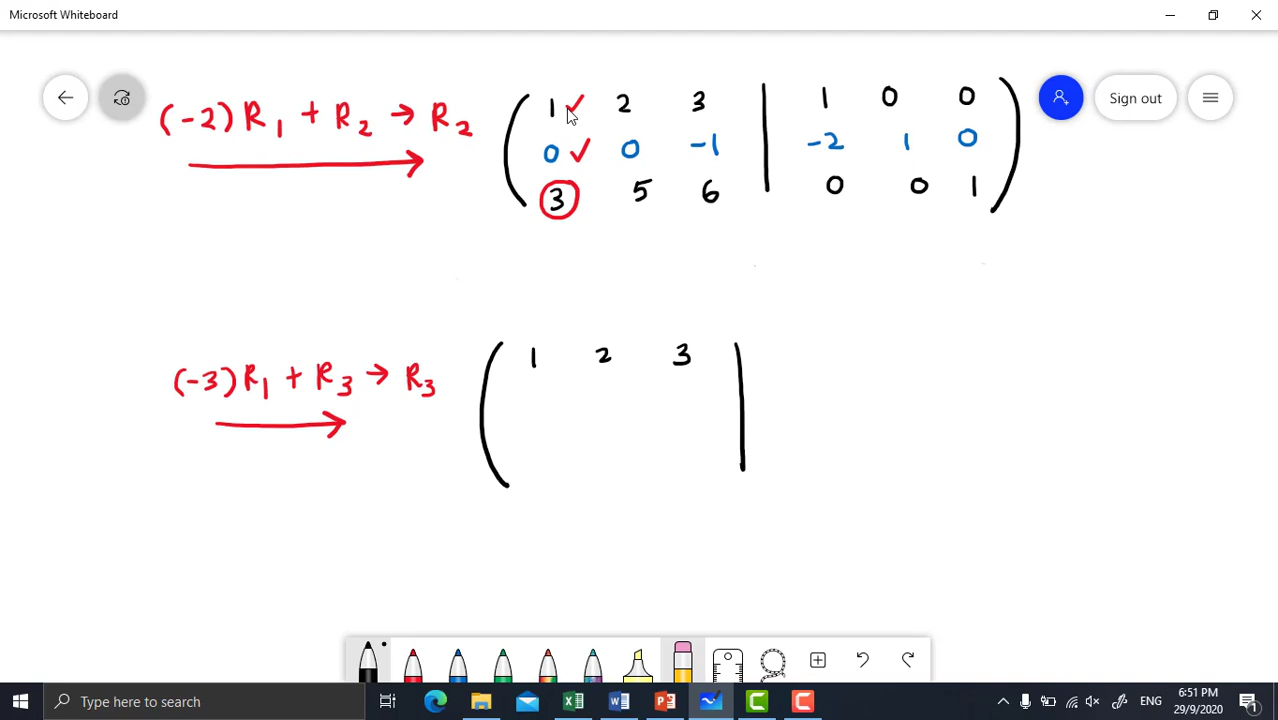 Microsoft Whiteboard
Sign out
(-2)R₁ + R₂ → R₂
1 ✓ 2 3 | 1 0 0
0 ✓ 0 -1 | -2 1 0
3 5 6 | 0 0 1
(-3)R₁ + R₃ → R₃
1 2 3 |
Type here to search
ENG
6:51 PM
29/9/2020
1